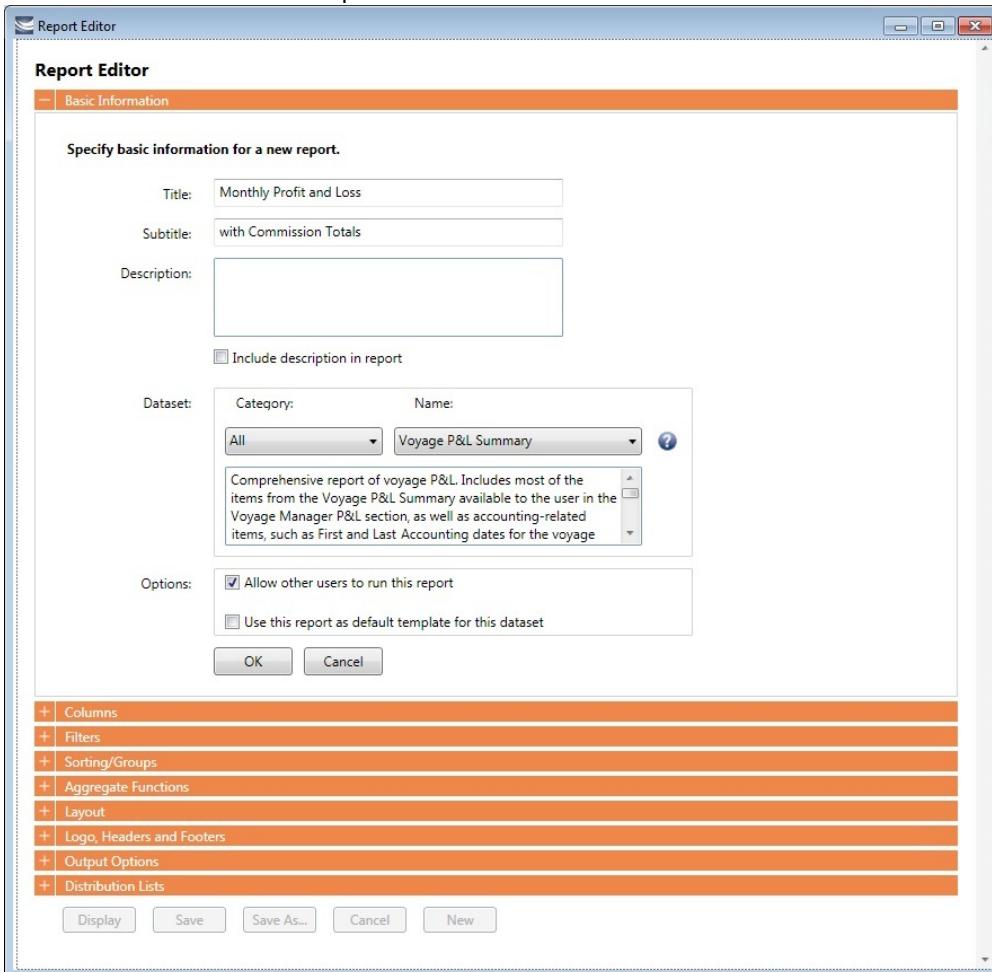 Report Editor
Report Editor
Basic Information
Specify basic information for a new report.
Title: Monthly Profit and Loss
Subtitle: with Commission Totals
Description:
Include description in report
Dataset: Category: Name:
All Voyage P&L Summary
Comprehensive report of voyage P&L. Includes most of the
items from the Voyage P&L Summary available to the user in the
Voyage Manager P&L section, as well as accounting-related
items, such as First and Last Accounting dates for the voyage
Options: Allow other users to run this report
Use this report as default template for this dataset
OK Cancel
Columns
Filters
Sorting/Groups
Aggregate Functions
Layout
Logo, Headers and Footers
Output Options
Distribution Lists
Display Save Save As... Cancel New